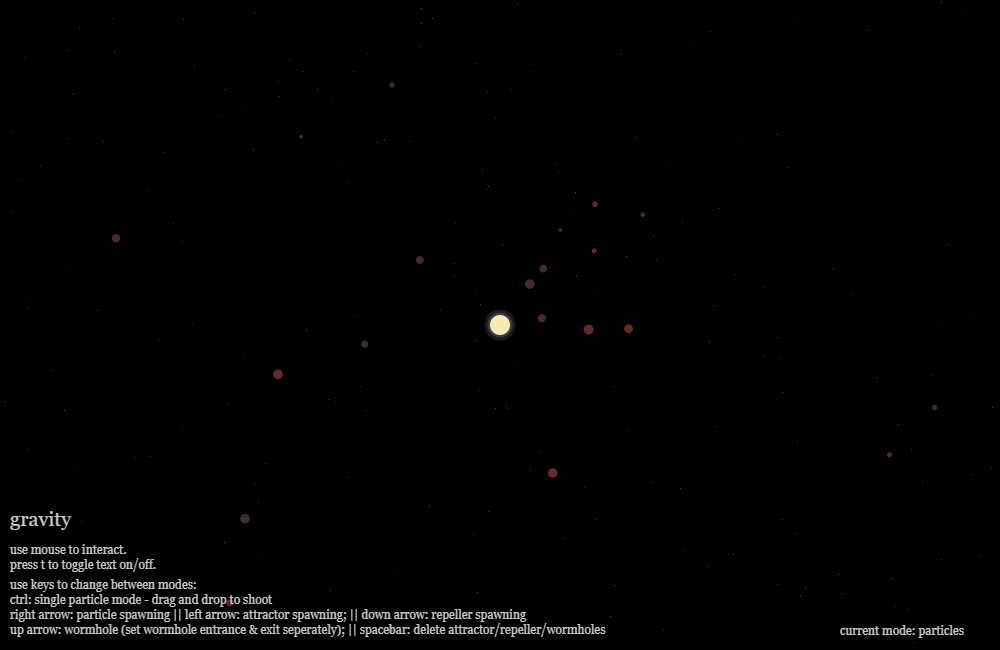 gravity
use mouse to interact.
press t to toggle text on/off.
use keys to change between modes:
ctrl: single particle mode - drag and drop to shoot
right arrow: particle spawning || left arrow: attractor spawning; || down arrow: repeller spawning
up arrow: wormhole (set wormhole entrance & exit seperately); || spacebar: delete attractor/repeller/wormholes
current mode: particles